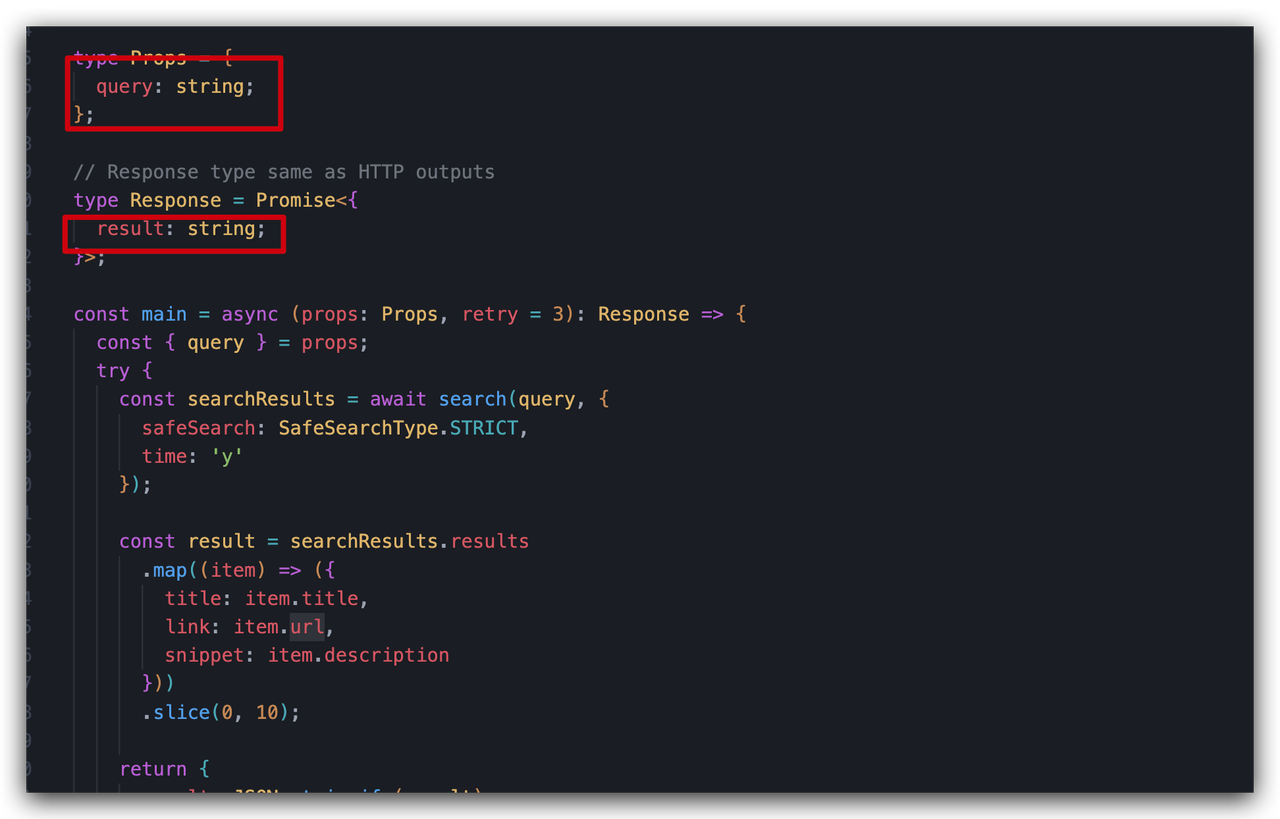 type Props = {
  query: string;
};

// Response type same as HTTP outputs
type Response = Promise<{
  result: string;
}>;

const main = async (props: Props, retry = 3): Response => {
  const { query } = props;
  try {
    const searchResults = await search(query, {
      safeSearch: SafeSearchType.STRICT,
      time: 'y'
    });

    const result = searchResults.results
      .map((item) => ({
        title: item.title,
        link: item.url,
        snippet: item.description
      }))
      .slice(0, 10);

    return {